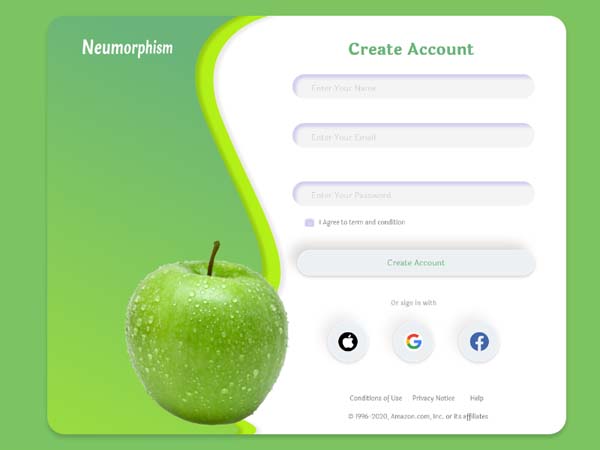 Neumorphism
Create Account
Enter Your Name
Enter Your Email
Enter Your Password
I Agree to term and condition
Create Account
Or sign in with
Conditions of Use Privacy Notice Help
© 1996-2020, Amazon.com, Inc. or its affiliates